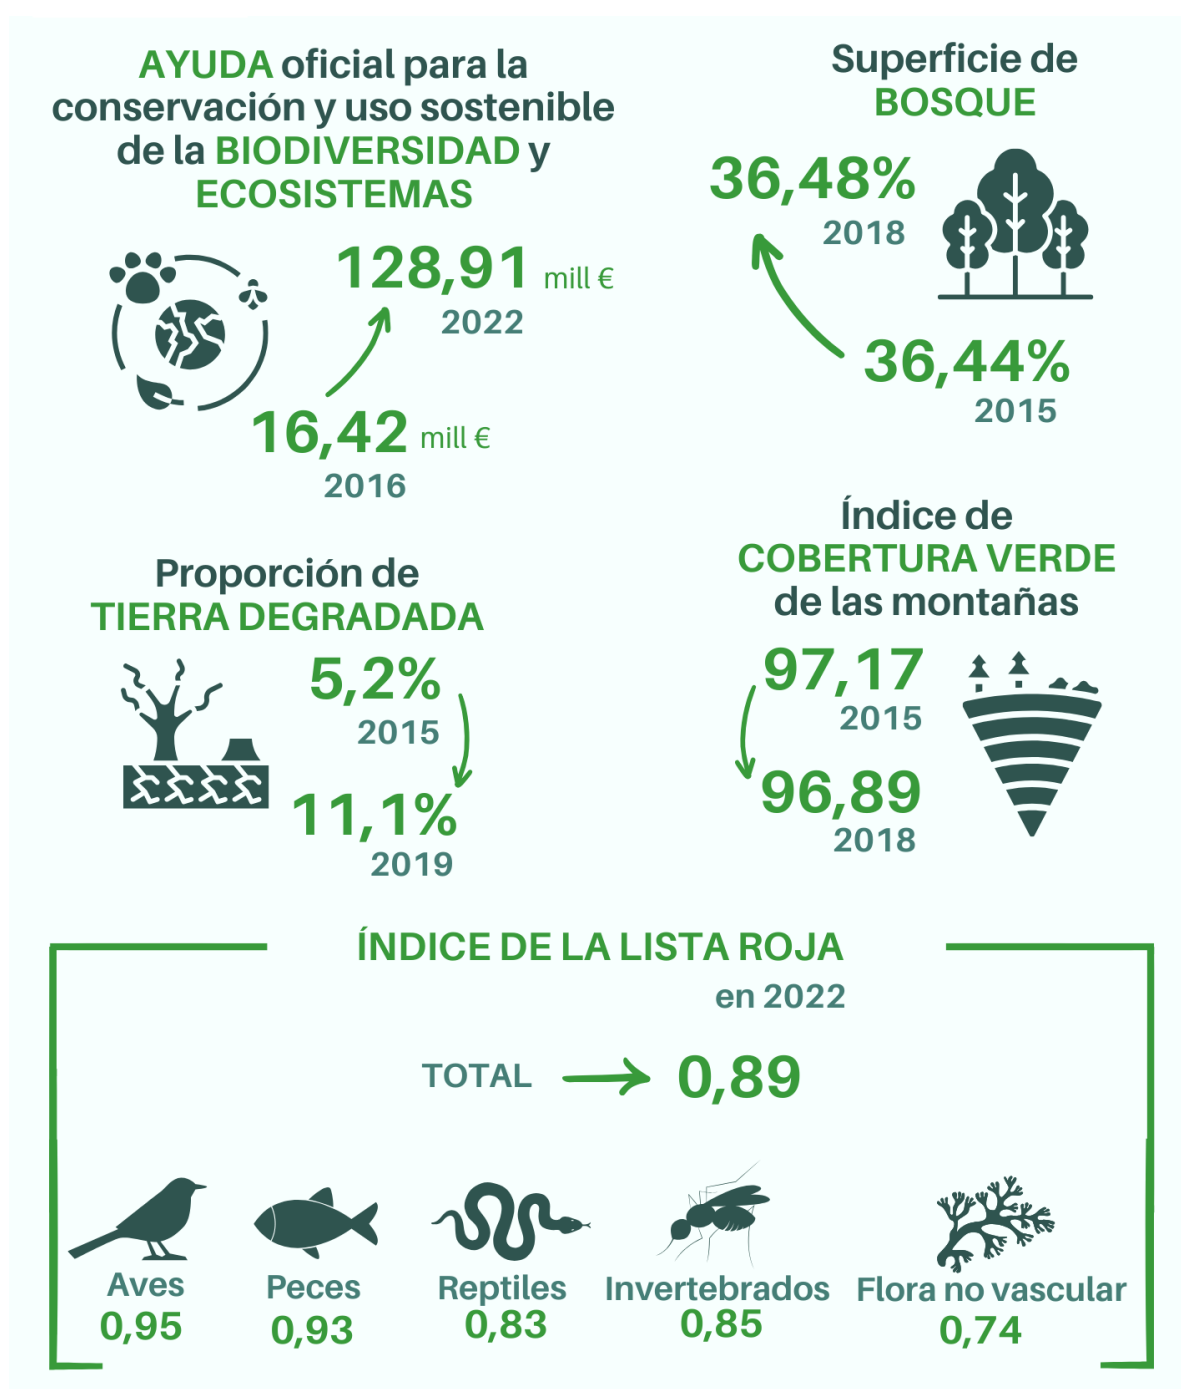 AYUDA oficial para la
conservación y uso sostenible
de la BIODIVERSIDAD y
ECOSISTEMAS
128,91 mill €
2022
16,42 mill €
2016
Superficie de
BOSQUE
36,48%
2018
36,44%
2015
Proporción de
TIERRA DEGRADADA
5,2%
2015
11,1%
2019
Índice de
COBERTURA VERDE
de las montañas
97,17
2015
96,89
2018
ÍNDICE DE LA LISTA ROJA
en 2022
TOTAL 0,89
Aves
0,95
Peces
0,93
Reptiles
0,83
Invertebrados
0,85
Flora no vascular
0,74